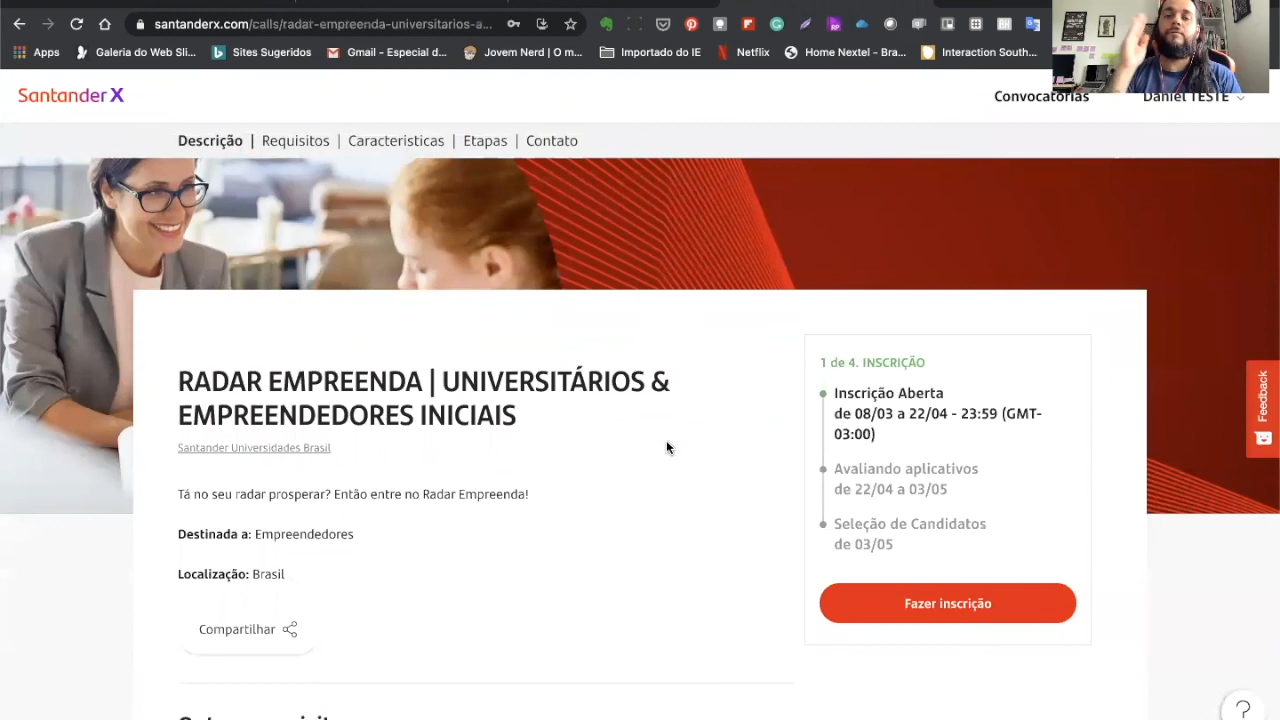 santanderx.com/calls/radar-empreenda-universitarios-a...
Apps Galeria do Web Sli... Sites Sugeridos Gmail - Especial d... Jovem Nerd | O m... Importado do IE Netflix Home Nextel - Bra... Interaction South...
Santander X
Convocatórias Daniel TESTE
Descrição | Requisitos | Características | Etapas | Contato
RADAR EMPREENDA | UNIVERSITÁRIOS &
EMPREENDEDORES INICIAIS
Santander Universidades Brasil
Tá no seu radar prosperar? Então entre no Radar Empreenda!
Destinada a: Empreendedores
Localização: Brasil
Compartilhar
1 de 4. INSCRIÇÃO
Inscrição Aberta
de 08/03 a 22/04 - 23:59 (GMT-
03:00)
Avaliando aplicativos
de 22/04 a 03/05
Seleção de Candidatos
de 03/05
Fazer inscrição
Feedback
?